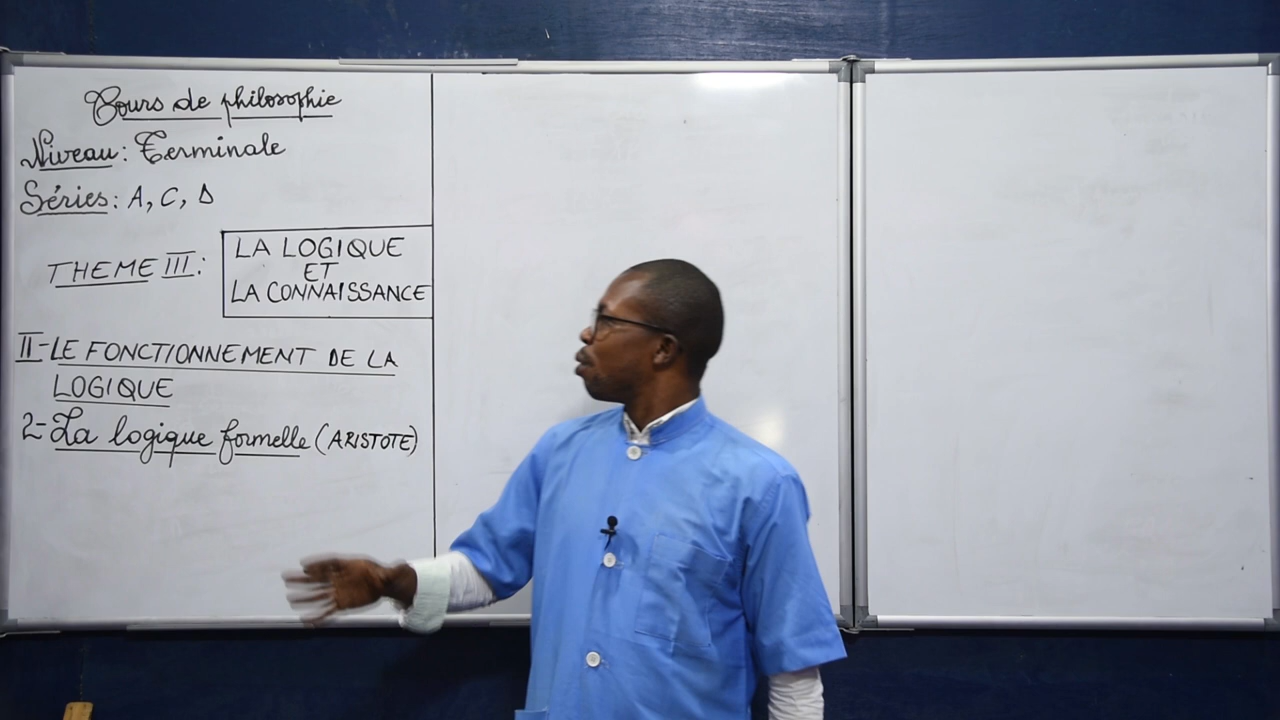 Cours de philosophie
Niveau : Terminale
Séries : A, C, D
THEME III :
LA LOGIQUE
ET
LA CONNAISSANCE
II- LE FONCTIONNEMENT DE LA
LOGIQUE
2- La logique formelle (ARISTOTE)